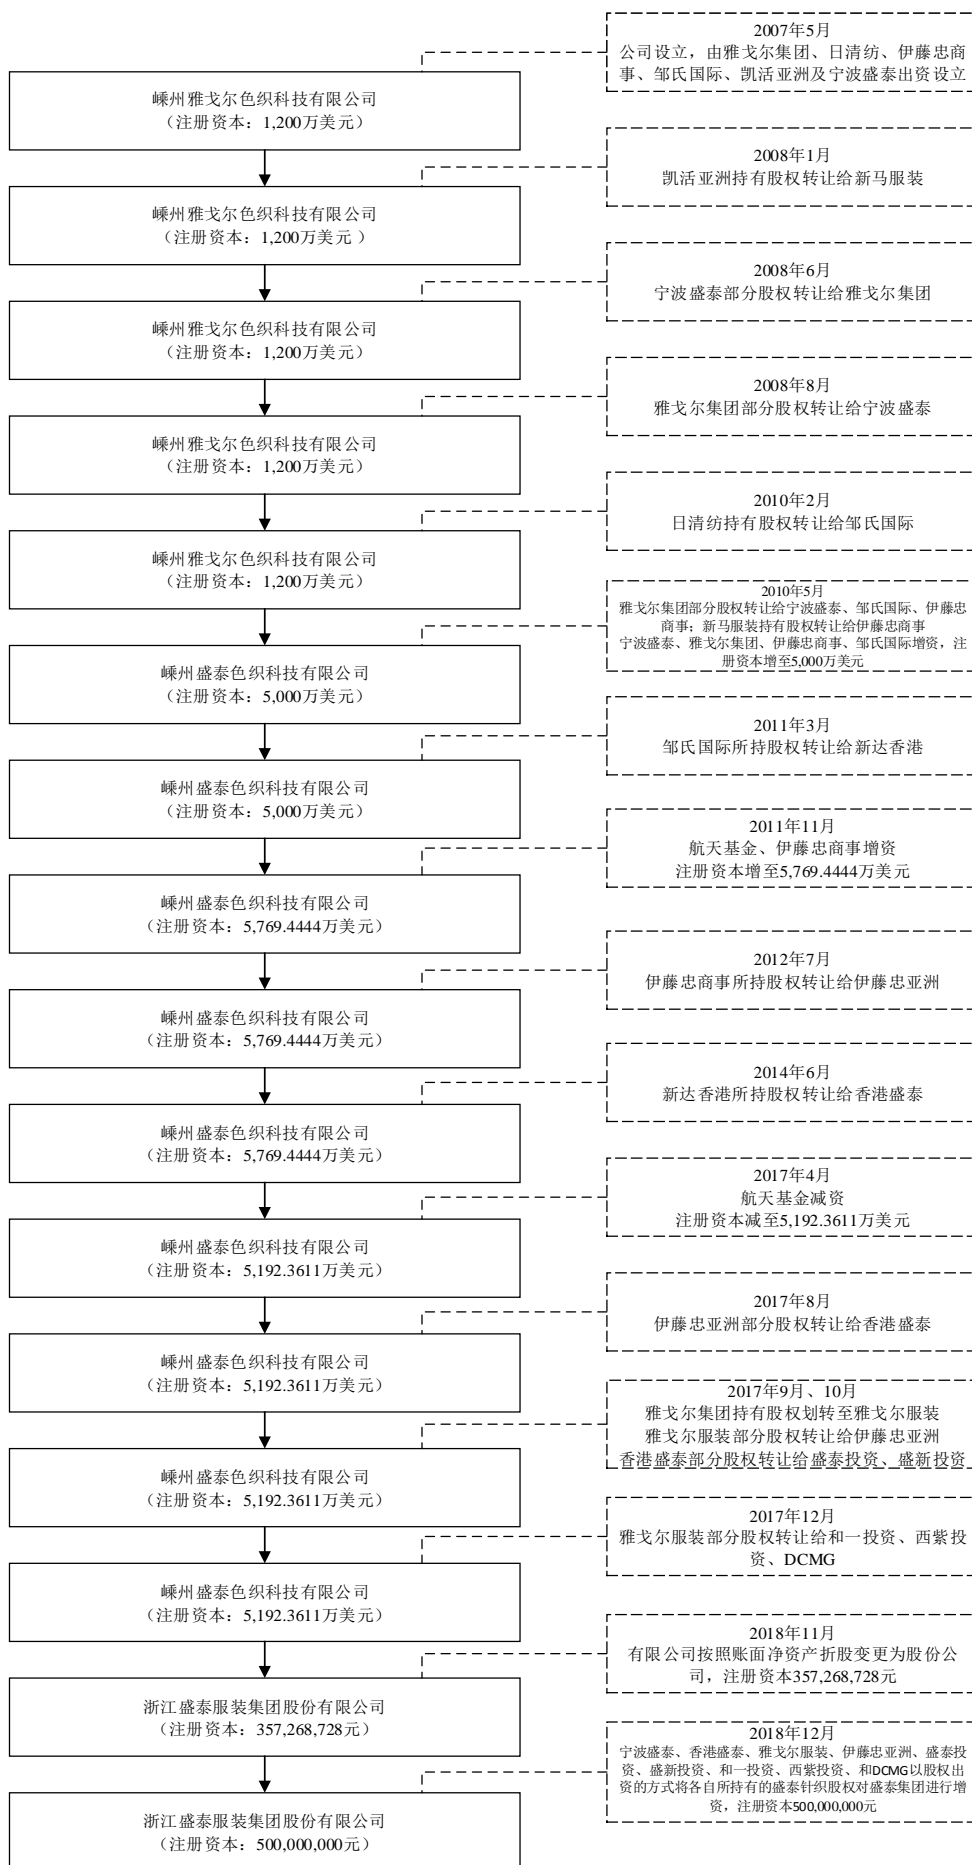 2007年5月
公司设立，由雅戈尔集团、日清纺、伊藤忠商
事、邹氏国际、凯活亚洲及宁波盛泰出资设立
嵊州雅戈尔色织科技有限公司
（注册资本：1,200万美元）
2008年1月
凯活亚洲持有股权转让给新马服装
嵊州雅戈尔色织科技有限公司
（注册资本：1,200万美元 ）
2008年6月
宁波盛泰部分股权转让给雅戈尔集团
嵊州雅戈尔色织科技有限公司
（注册资本：1,200万美元）
2008年8月
雅戈尔集团部分股权转让给宁波盛泰
嵊州雅戈尔色织科技有限公司
（注册资本：1,200万美元）
2010年2月
日清纺持有股权转让给邹氏国际
嵊州雅戈尔色织科技有限公司
（注册资本：1,200万美元）
2010年5月
雅戈尔集团部分股权转让给宁波盛泰、邹氏国际、伊藤忠
商事；新马服装持有股权转让给伊藤忠商事
宁波盛泰、雅戈尔集团、伊藤忠商事、邹氏国际增资，注
册资本增至5,000万美元
嵊州盛泰色织科技有限公司
（注册资本：5,000万美元）
2011年3月
邹氏国际所持股权转让给新达香港
嵊州盛泰色织科技有限公司
（注册资本：5,000万美元）
2011年11月
航天基金、伊藤忠商事增资
注册资本增至5,769.4444万美元
嵊州盛泰色织科技有限公司
（注册资本：5,769.4444万美元）
2012年7月
伊藤忠商事所持股权转让给伊藤忠亚洲
嵊州盛泰色织科技有限公司
（注册资本：5,769.4444万美元）
2014年6月
新达香港所持股权转让给香港盛泰
嵊州盛泰色织科技有限公司
（注册资本：5,769.4444万美元）
2017年4月
航天基金减资
注册资本减至5,192.3611万美元
嵊州盛泰色织科技有限公司
（注册资本：5,192.3611万美元）
2017年8月
伊藤忠亚洲部分股权转让给香港盛泰
嵊州盛泰色织科技有限公司
（注册资本：5,192.3611万美元）
2017年9月、10月
雅戈尔集团持有股权划转至雅戈尔服装
雅戈尔服装部分股权转让给伊藤忠亚洲
香港盛泰部分股权转让给盛泰投资、盛新投资
嵊州盛泰色织科技有限公司
（注册资本：5,192.3611万美元）
2017年12月
雅戈尔服装部分股权转让给和一投资、西紫投
资、DCMG
嵊州盛泰色织科技有限公司
（注册资本：5,192.3611万美元）
2018年11月
有限公司按照账面净资产折股变更为股份公
司，注册资本357,268,728元
浙江盛泰服装集团股份有限公司
（注册资本：357,268,728元）
2018年12月
宁波盛泰、香港盛泰、雅戈尔服装、伊藤忠亚洲、盛泰投
资、盛新投资、和一投资、西紫投资、和DCMG以股权出
资的方式将各自所持有的盛泰针织股权对盛泰集团进行增
资，注册资本500,000,000元
浙江盛泰服装集团股份有限公司
（注册资本：500,000,000元）